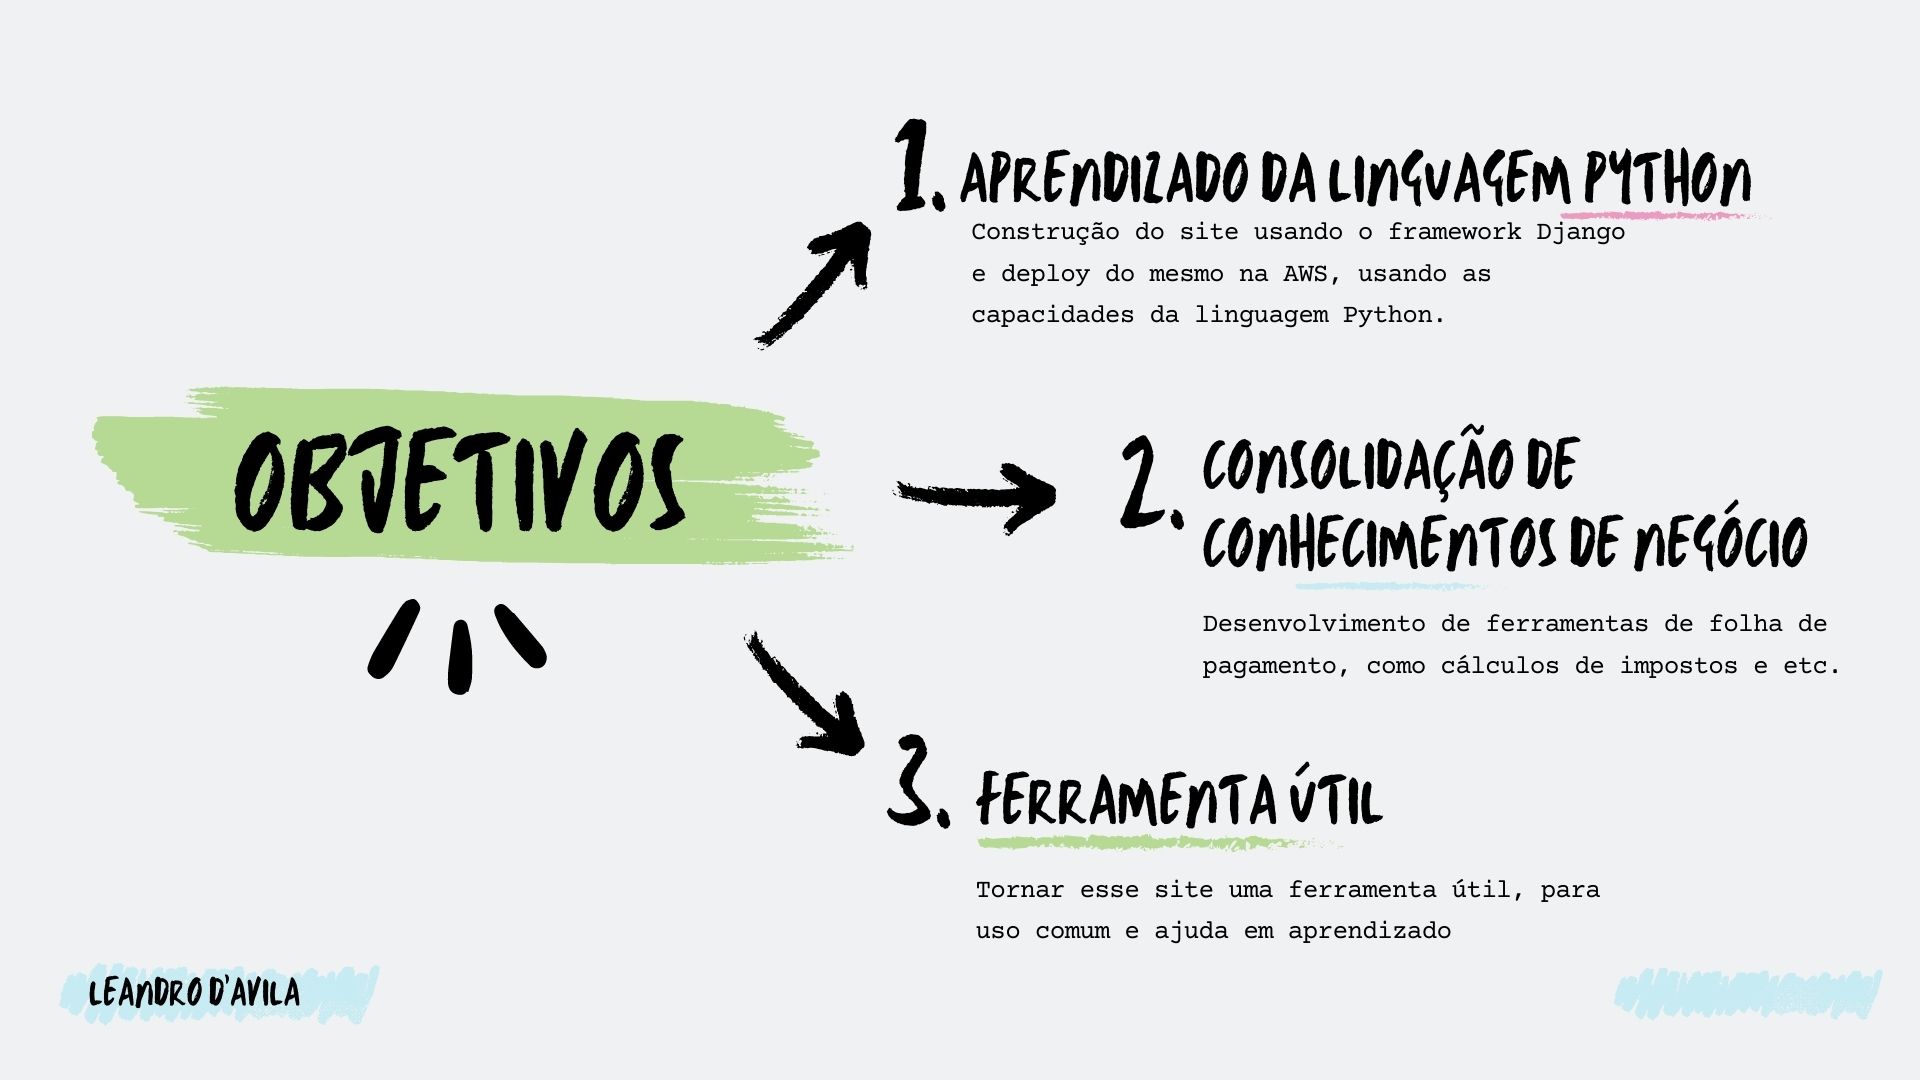 OBJETIVOS
1. APRENDIZADO DA LINGUAGEM PYTHON
Construção do site usando o framework Django
e deploy do mesmo na AWS, usando as
capacidades da linguagem Python.
2. CONSOLIDAÇÃO DE
CONHECIMENTOS DE NEGÓCIO
Desenvolvimento de ferramentas de folha de
pagamento, como cálculos de impostos e etc.
3. FERRAMENTA ÚTIL
Tornar esse site uma ferramenta útil, para
uso comum e ajuda em aprendizado
LEANDRO D'AVILA